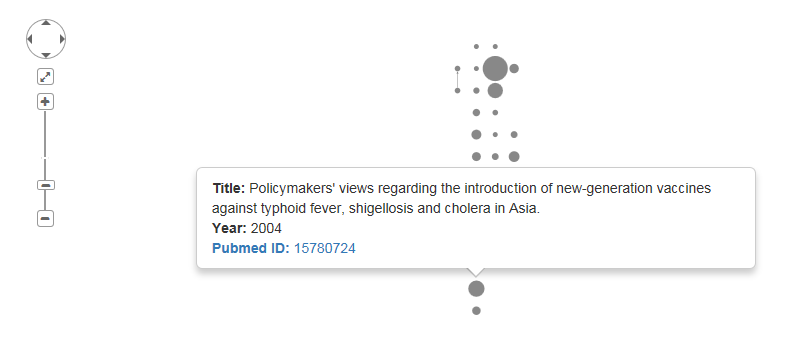 Title: Policymakers' views regarding the introduction of new-generation vaccines
against typhoid fever, shigellosis and cholera in Asia.
Year: 2004
Pubmed ID: 15780724